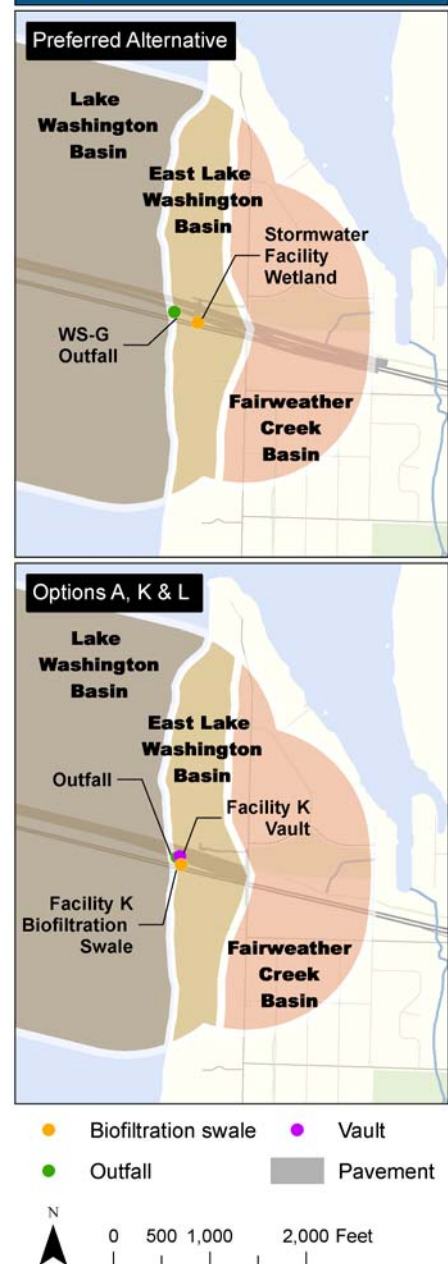 Preferred Alternative
Lake
Washington
Basin
East Lake
Washington
Basin
Stormwater
Facility
Wetland
WS-G
Outfall
Fairweather
Creek
Basin
Options A, K & L
Lake
Washington
Basin
East Lake
Washington
Basin
Outfall
Facility K
Vault
Facility K
Biofiltration
Swale
Fairweather
Creek
Basin
Biofiltration swale
Vault
Outfall
Pavement
N
0 500 1,000 2,000 Feet